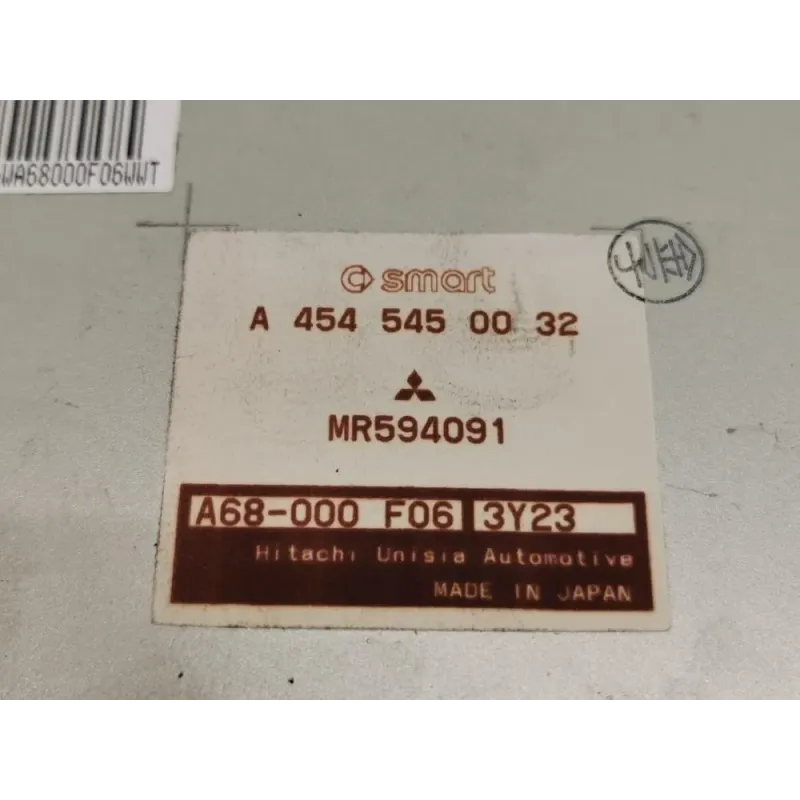 WA68000F06WWT
smart
A 454 545 00 32
MR594091
A68-000 F06 3Y23
Hitachi Unisia Automotive
MADE IN JAPAN